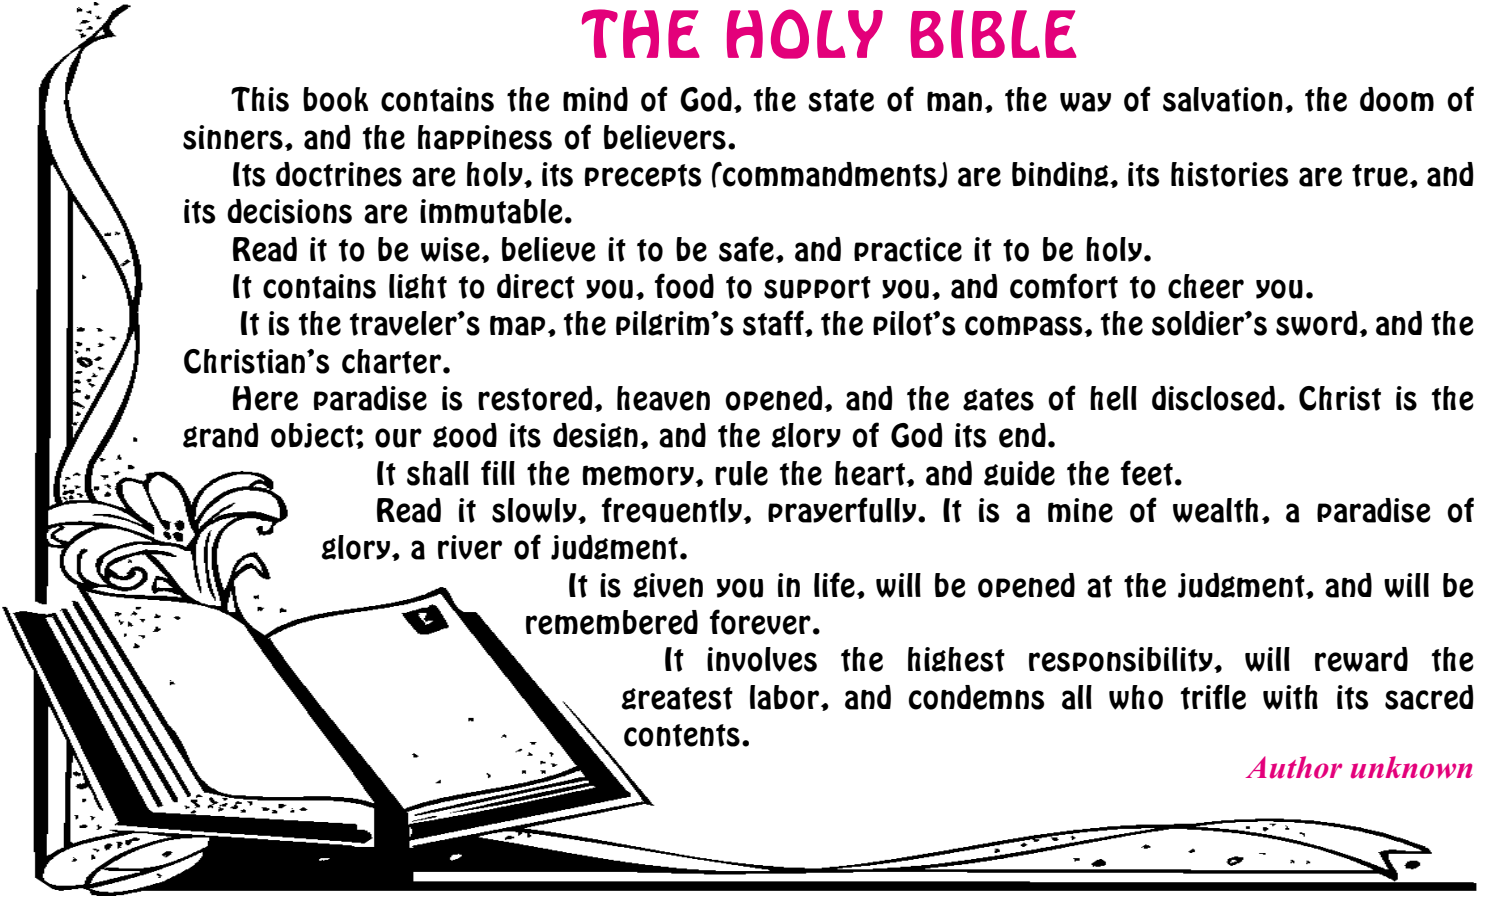 THE HOLY BIBLE
This book contains the mind of God, the state of man, the way of salvation, the doom of
sinners, and the happiness of believers.
Its doctrines are holy, its precepts (commandments) are binding, its histories are true, and
its decisions are immutable.
Read it to be wise, believe it to be safe, and practice it to be holy.
It contains light to direct you, food to support you, and comfort to cheer you.
It is the traveler's map, the pilgrim's staff, the pilot's compass, the soldier's sword, and the
Christian's charter.
Here paradise is restored, heaven opened, and the gates of hell disclosed. Christ is the
grand object; our good its design, and the glory of God its end.
It shall fill the memory, rule the heart, and guide the feet.
Read it slowly, frequently, prayerfully. It is a mine of wealth, a paradise of
glory, a river of judgment.
It is given you in life, will be opened at the judgment, and will be
remembered forever.
It involves the highest responsibility, will reward the
greatest labor, and condemns all who trifle with its sacred
contents.
Author unknown